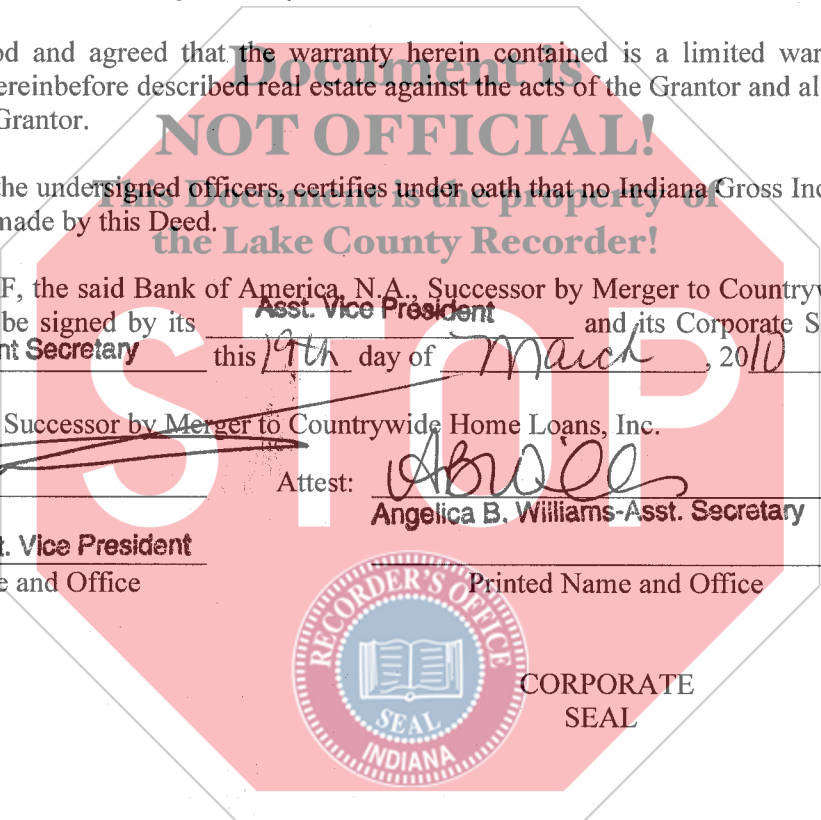 od and agreed that the warranty herein contained is a limited war
Document is
ereinbefore described real estate against the acts of the Grantor and al
Grantor.
NOT OFFICIAL!
the undersigned officers, certifies under oath that no Indiana Gross Inc
This Document is the property of
made by this Deed.
the Lake County Recorder!
F, the said Bank of America, N.A., Successor by Merger to Countryw
be signed by its Asst. Vice President and its Corporate S
nt Secretary this 19th day of March, 2010
STOP
Successor by Merger to Countrywide Home Loans, Inc.
Attest:
Angelica B. Williams-Asst. Secretary
t. Vice President
e and Office Printed Name and Office
RECORDER'S OFFICE
SEAL
INDIANA
CORPORATE
SEAL